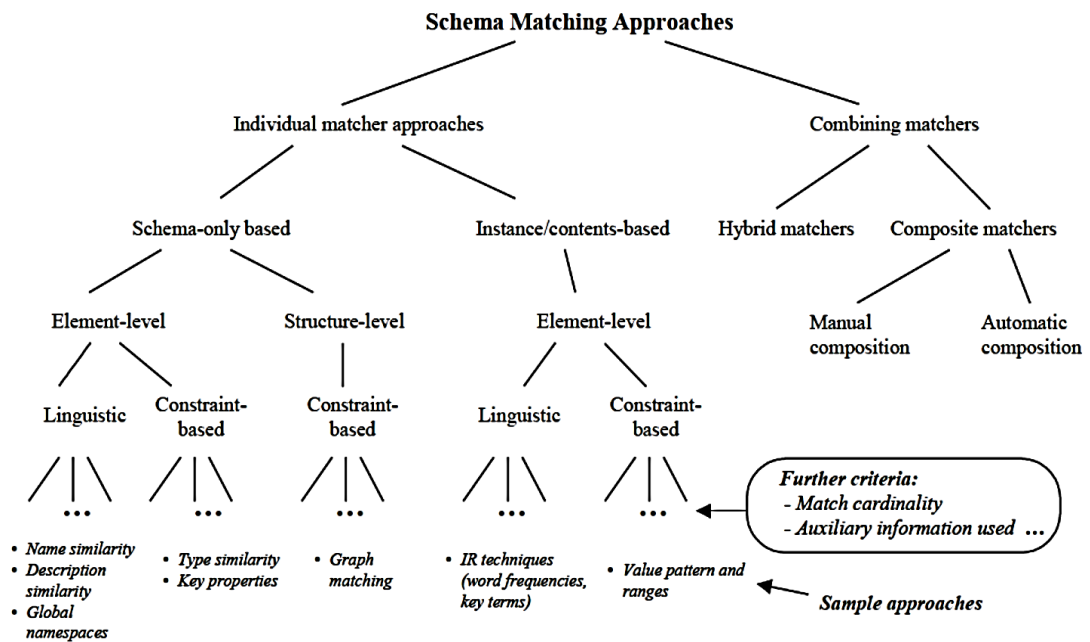 Schema Matching Approaches
Individual matcher approaches
Combining matchers
Schema-only based
Instance/contents-based
Hybrid matchers
Composite matchers
Element-level
Structure-level
Element-level
Manual
composition
Automatic
composition
Linguistic
Constraint-
based
Constraint-
based
Linguistic
Constraint-
based
...
...
...
...
...
Further criteria:
- Match cardinality
- Auxiliary information used ...
• Name similarity
• Description
similarity
• Global
namespaces
• Type similarity
• Key properties
• Graph
matching
• IR techniques
(word frequencies,
key terms)
• Value pattern and
ranges
Sample approaches